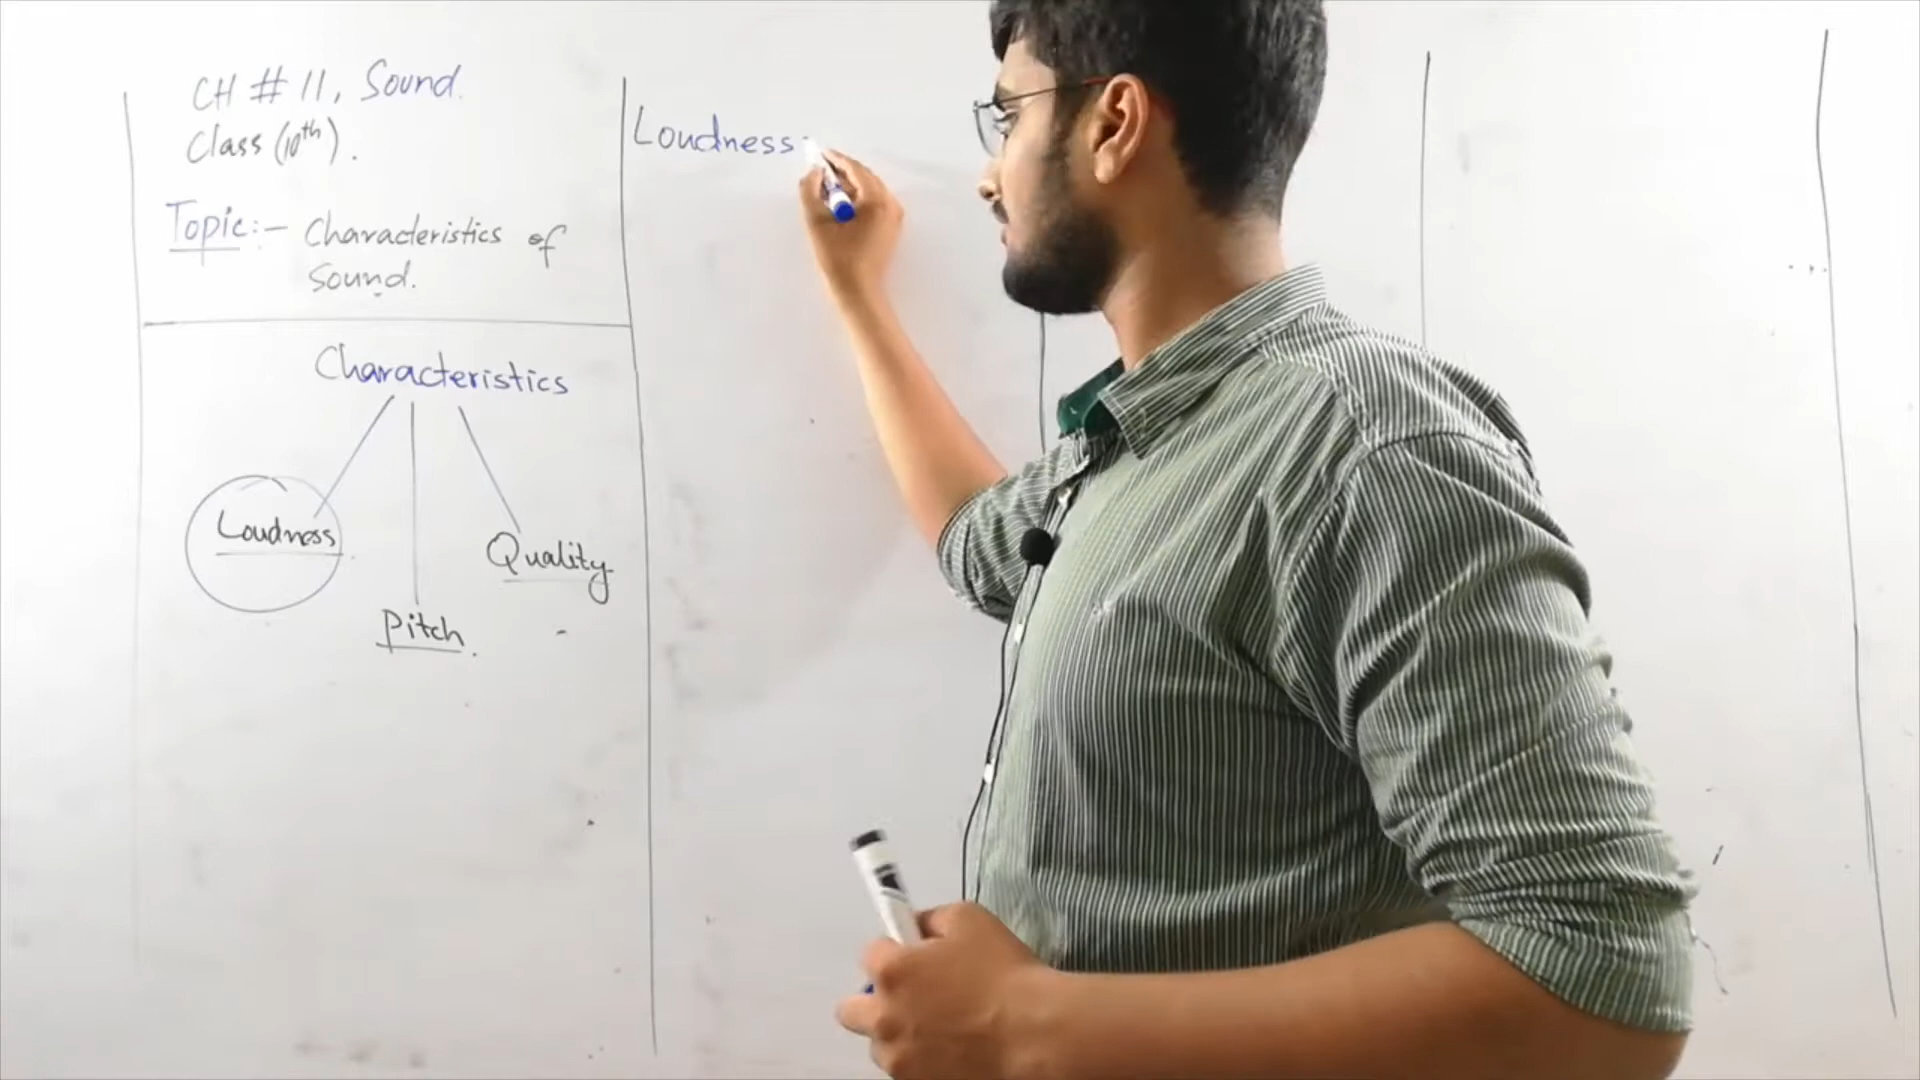 CH # 11, Sound.
Class (10th).
Topic:- Characteristics of
Sound.
Characteristics
Loudness
Pitch
Quality
Loudness: